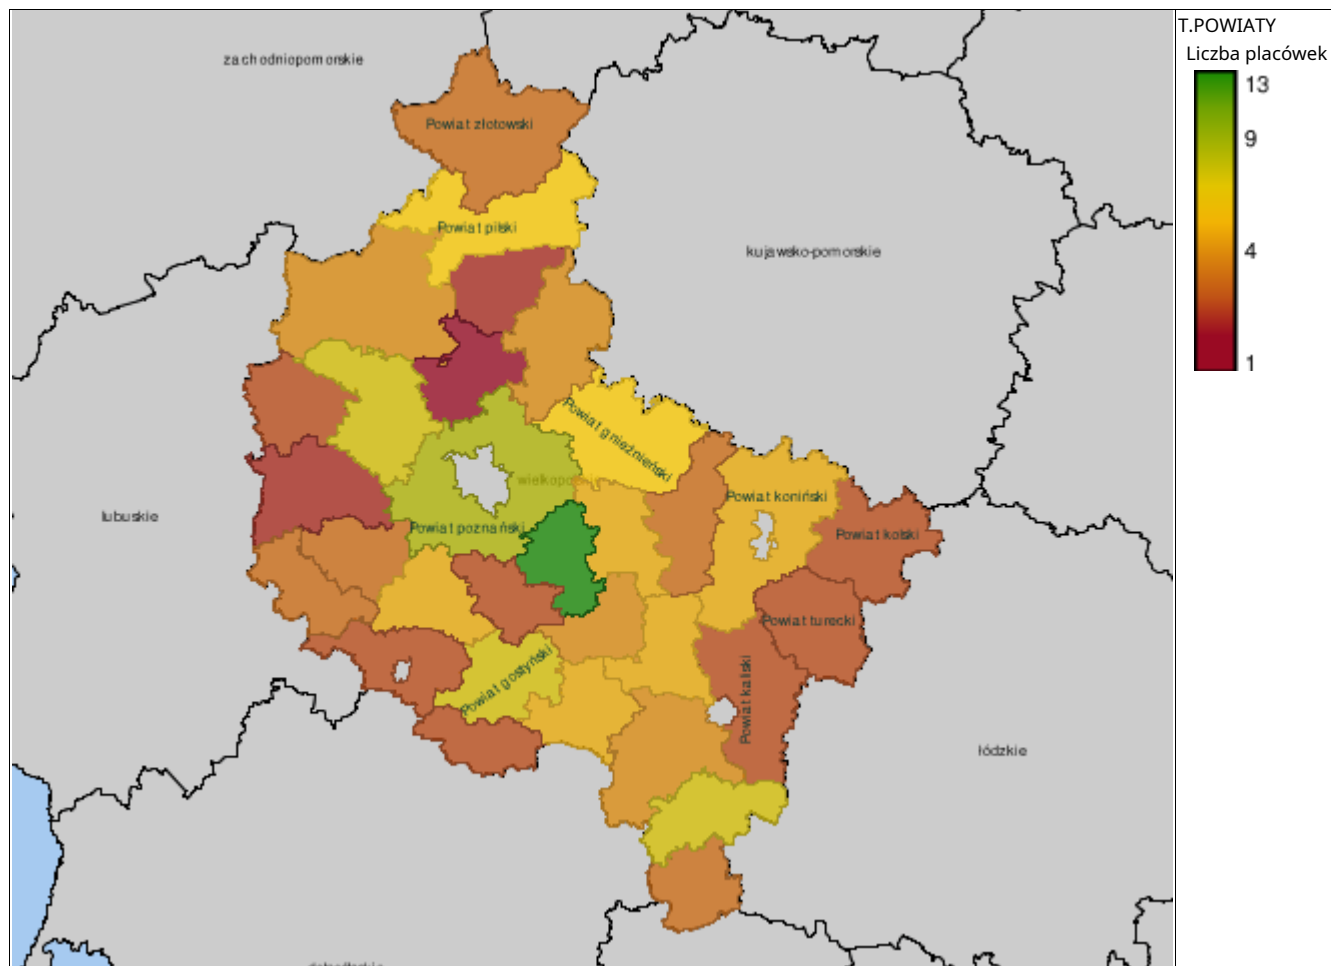 T.POWIATY
Liczba placówek
13
9
4
1
zachodniopomorskie
Powiat złotowski
Powiat pilski
kujawsko-pomorskie
Powiat gnieźnieński
wielkopolskie
Powiat koniński
lubuskie
Powiat poznański
Powiat kolski
Powiat turecki
Powiat gostyński
Powiat kaliski
łódzkie